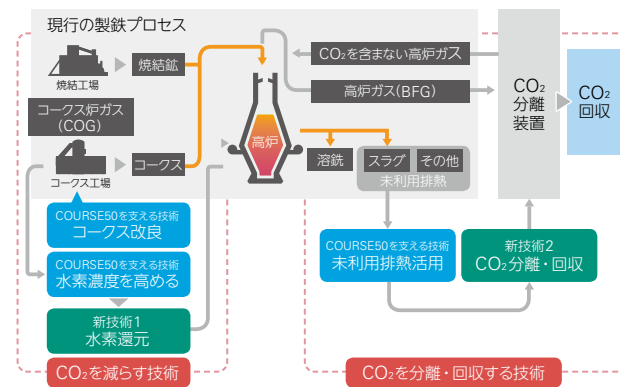 現行の製鉄プロセス
焼結工場
焼結鉱
コークス炉ガス
(COG)
コークス工場
コークス
高炉
CO₂を含まない高炉ガス
高炉ガス(BFG)
CO₂
分離
装置
CO₂
回収
溶銑
スラグ
その他
未利用排熱
COURSE50を支える技術
コークス改良
COURSE50を支える技術
水素濃度を高める
新技術1
水素還元
CO₂を減らす技術
COURSE50を支える技術
未利用排熱活用
新技術2
CO₂分離・回収
CO₂を分離・回収する技術